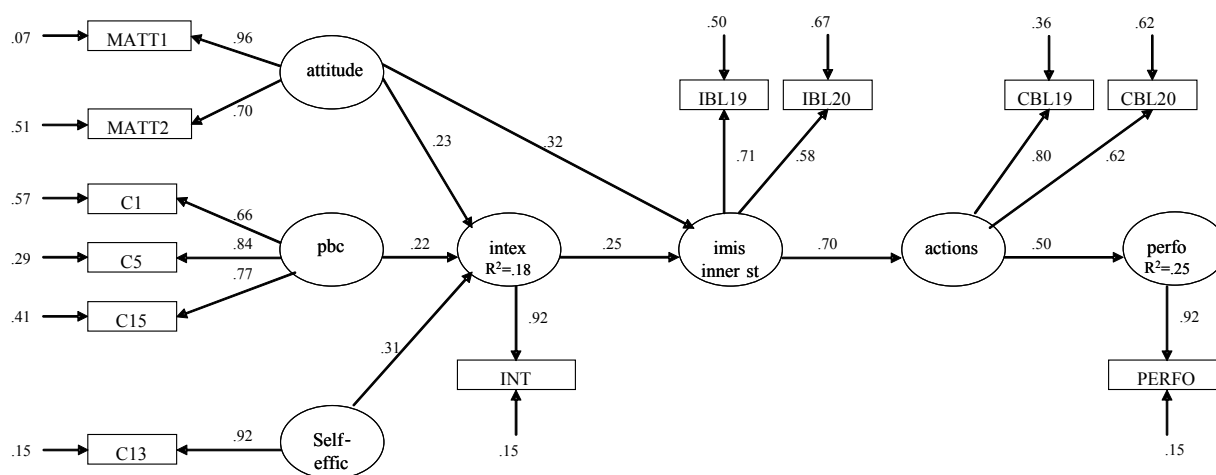 .07 MATT1 .96
attitude
.51 MATT2 .70
.50 .67 .36 .62
IBL19 IBL20 CBL19 CBL20
.23 .32 .71 .58 .80 .62
.57 C1 .66
.29 C5 .84
.41 C15 .77
pbc .22
intex
R²=.18
.25
imis
inner st
.70
actions
.50
perfo
R²=.25
.31 .92 .92
INT PERFO
.15 .15
.15 C13 .92
Self-
effic